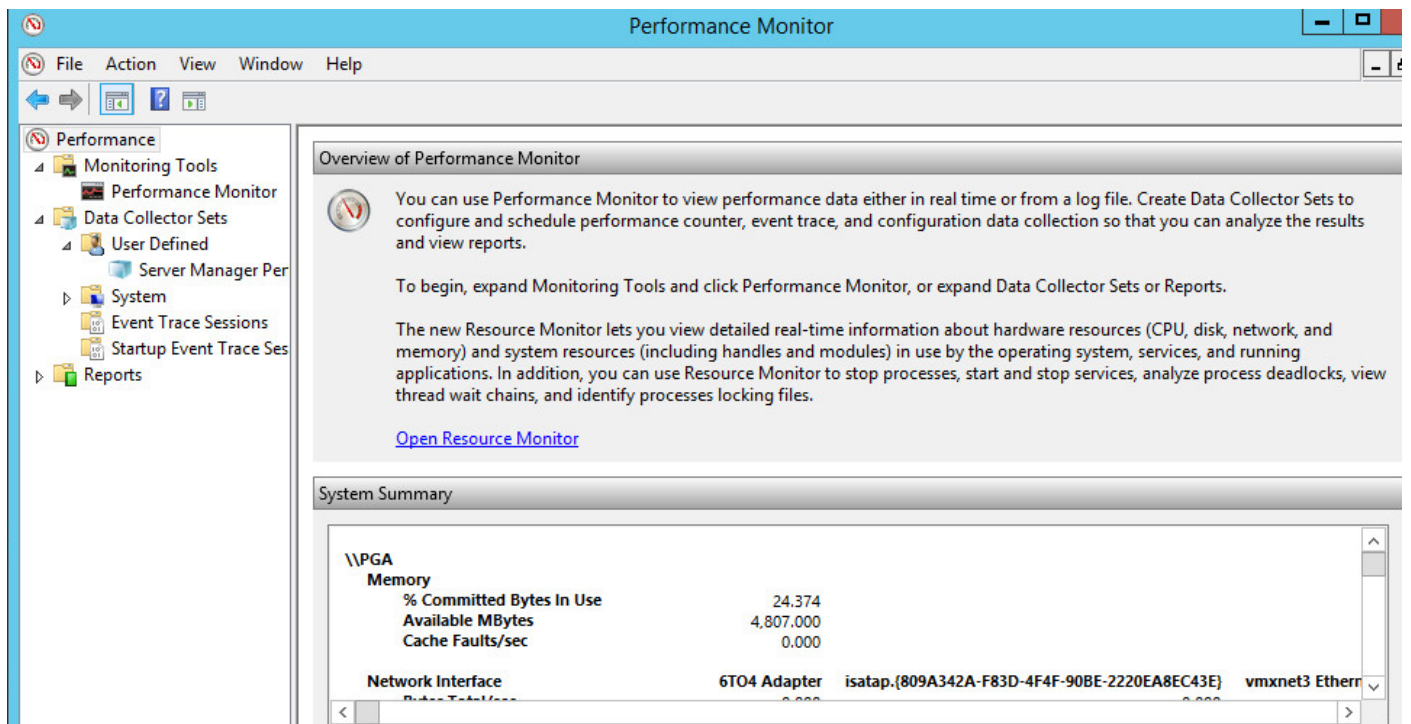 Performance Monitor
File Action View Window Help
Performance
Monitoring Tools
Performance Monitor
Data Collector Sets
User Defined
Server Manager Per
System
Event Trace Sessions
Startup Event Trace Ses
Reports
Overview of Performance Monitor
You can use Performance Monitor to view performance data either in real time or from a log file. Create Data Collector Sets to
configure and schedule performance counter, event trace, and configuration data collection so that you can analyze the results
and view reports.
To begin, expand Monitoring Tools and click Performance Monitor, or expand Data Collector Sets or Reports.
The new Resource Monitor lets you view detailed real-time information about hardware resources (CPU, disk, network, and
memory) and system resources (including handles and modules) in use by the operating system, services, and running
applications. In addition, you can use Resource Monitor to stop processes, start and stop services, analyze process deadlocks, view
thread wait chains, and identify processes locking files.
Open Resource Monitor
System Summary
\\PGA
Memory
% Committed Bytes In Use 24.374
Available MBytes 4,807.000
Cache Faults/sec 0.000
Network Interface 6TO4 Adapter isatap.{809A342A-F83D-4F4F-90BE-2220EA8EC43E} vmxnet3 Ethern